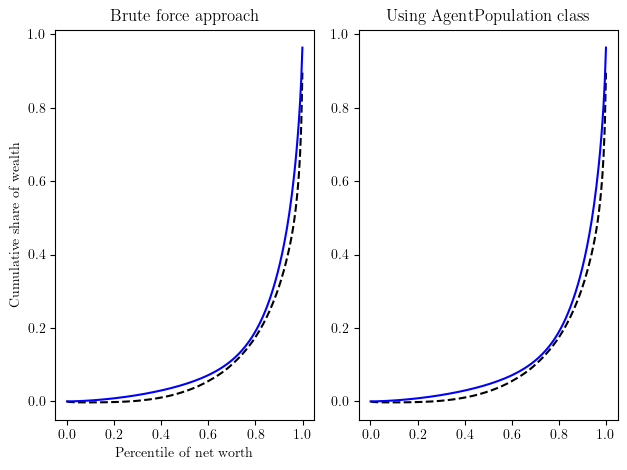 Brute force approach
Using AgentPopulation class
Cumulative share of wealth
1.0
0.8
0.6
0.4
0.2
0.0
0.0 0.2 0.4 0.6 0.8 1.0
Percentile of net worth
1.0
0.8
0.6
0.4
0.2
0.0
0.0 0.2 0.4 0.6 0.8 1.0